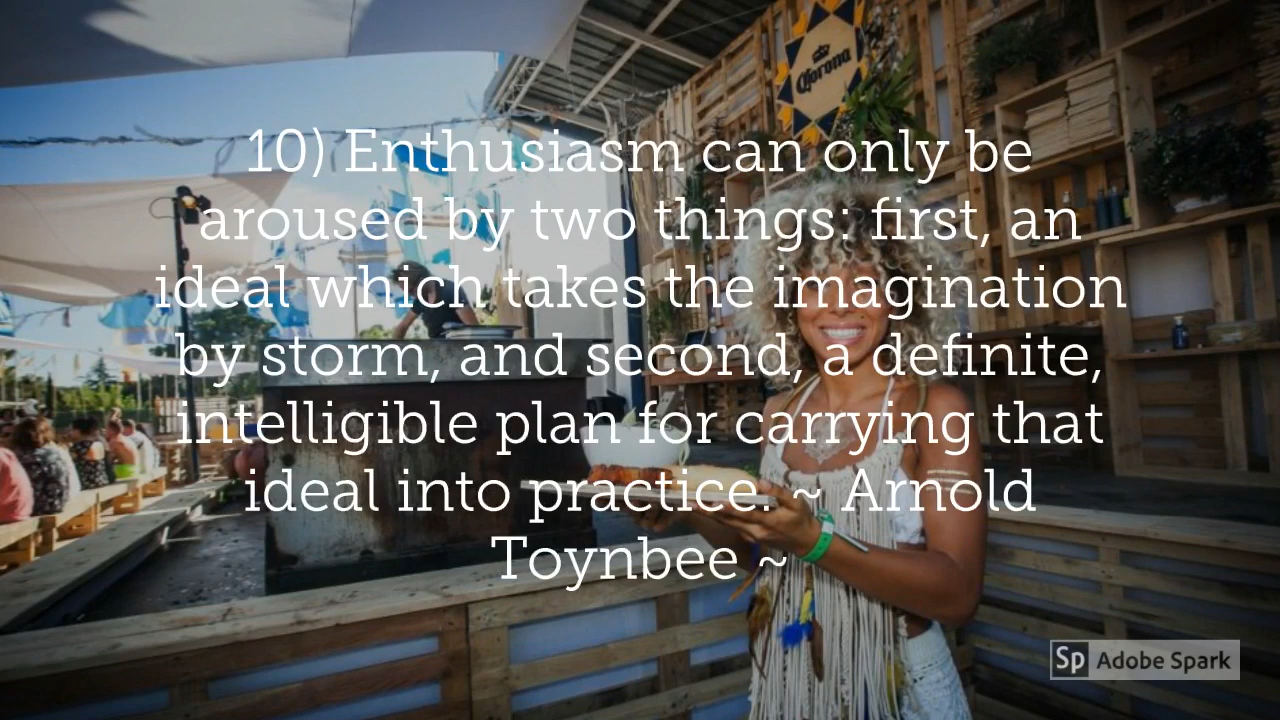 Corona
10) Enthusiasm can only be
aroused by two things: first, an
ideal which takes the imagination
by storm, and second, a definite,
intelligible plan for carrying that
ideal into practice. ~ Arnold
Toynbee ~
Sp Adobe Spark